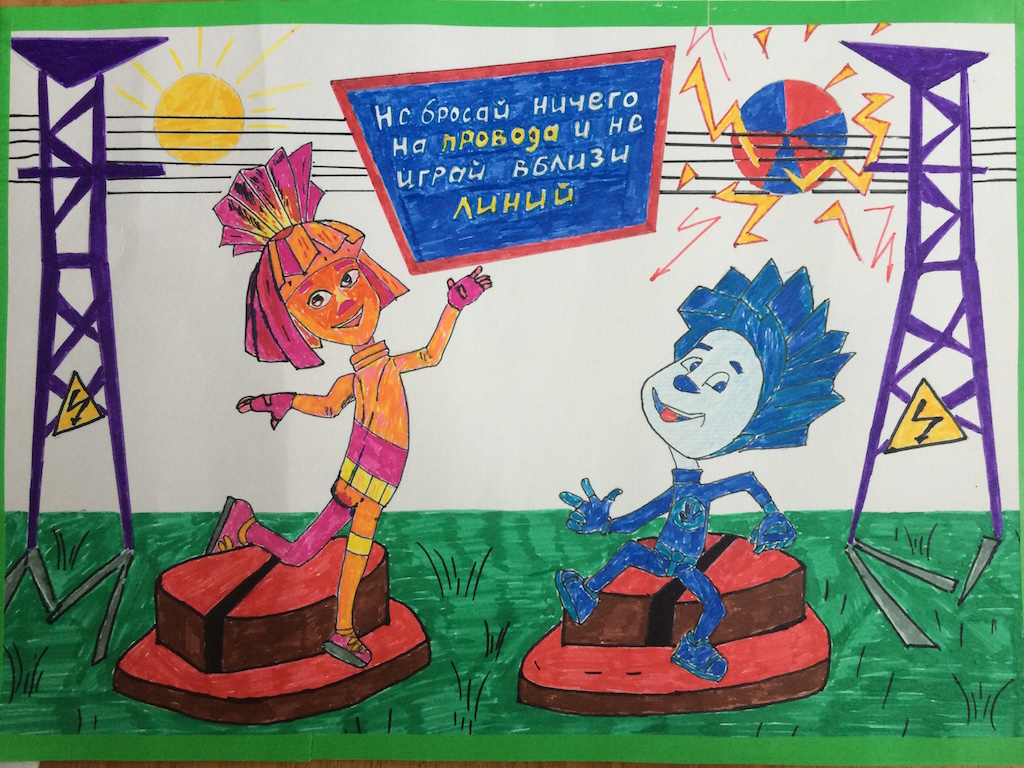 Не бросай ничего
на провода и не
играй вблизи
линий